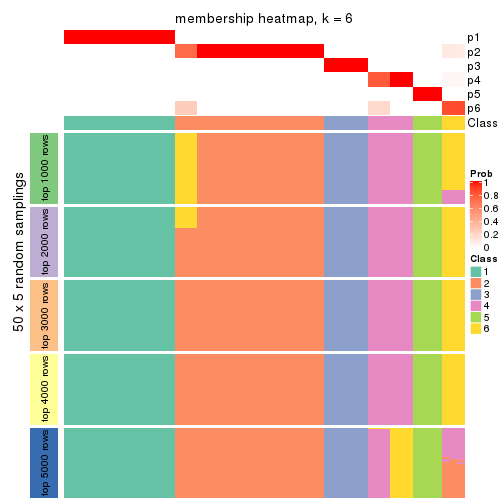 membership heatmap, k = 6
p1
p2
p3
p4
p5
p6
Class
50 x 5 random samplings
top 1000 rows
top 2000 rows
top 3000 rows
top 4000 rows
top 5000 rows
Prob
1
0.8
0.6
0.4
0.2
0
Class
1
2
3
4
5
6